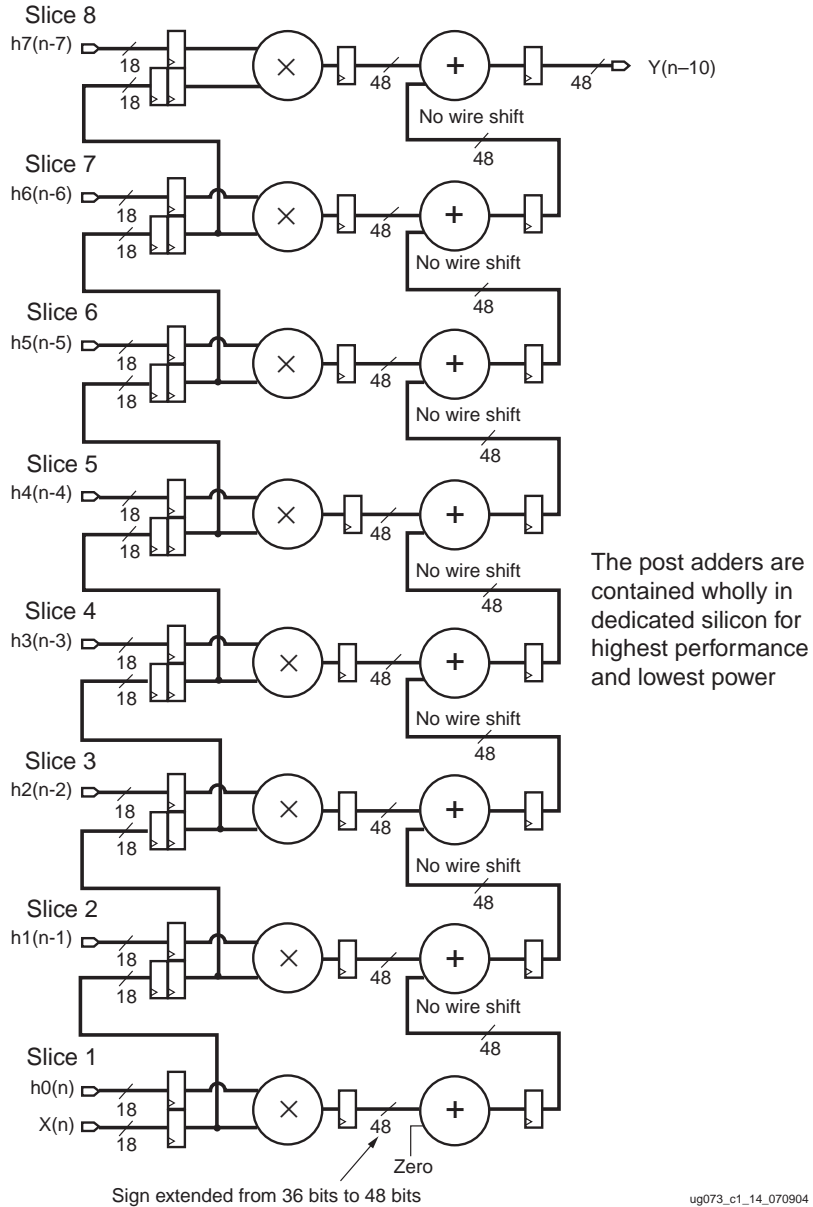 Slice 8
h7(n-7)
18
18
48
+
48
Y(n–10)
No wire shift
48
Slice 7
h6(n-6)
18
18
48
+
No wire shift
48
Slice 6
h5(n-5)
18
18
48
+
No wire shift
48
Slice 5
h4(n-4)
18
18
48
+
No wire shift
48
The post adders are
contained wholly in
dedicated silicon for
highest performance
and lowest power
Slice 4
h3(n-3)
18
18
48
+
No wire shift
48
Slice 3
h2(n-2)
18
18
48
+
No wire shift
48
Slice 2
h1(n-1)
18
18
48
+
No wire shift
48
Slice 1
h0(n)
18
X(n)
18
48
+
Zero
Sign extended from 36 bits to 48 bits
ug073_c1_14_070904